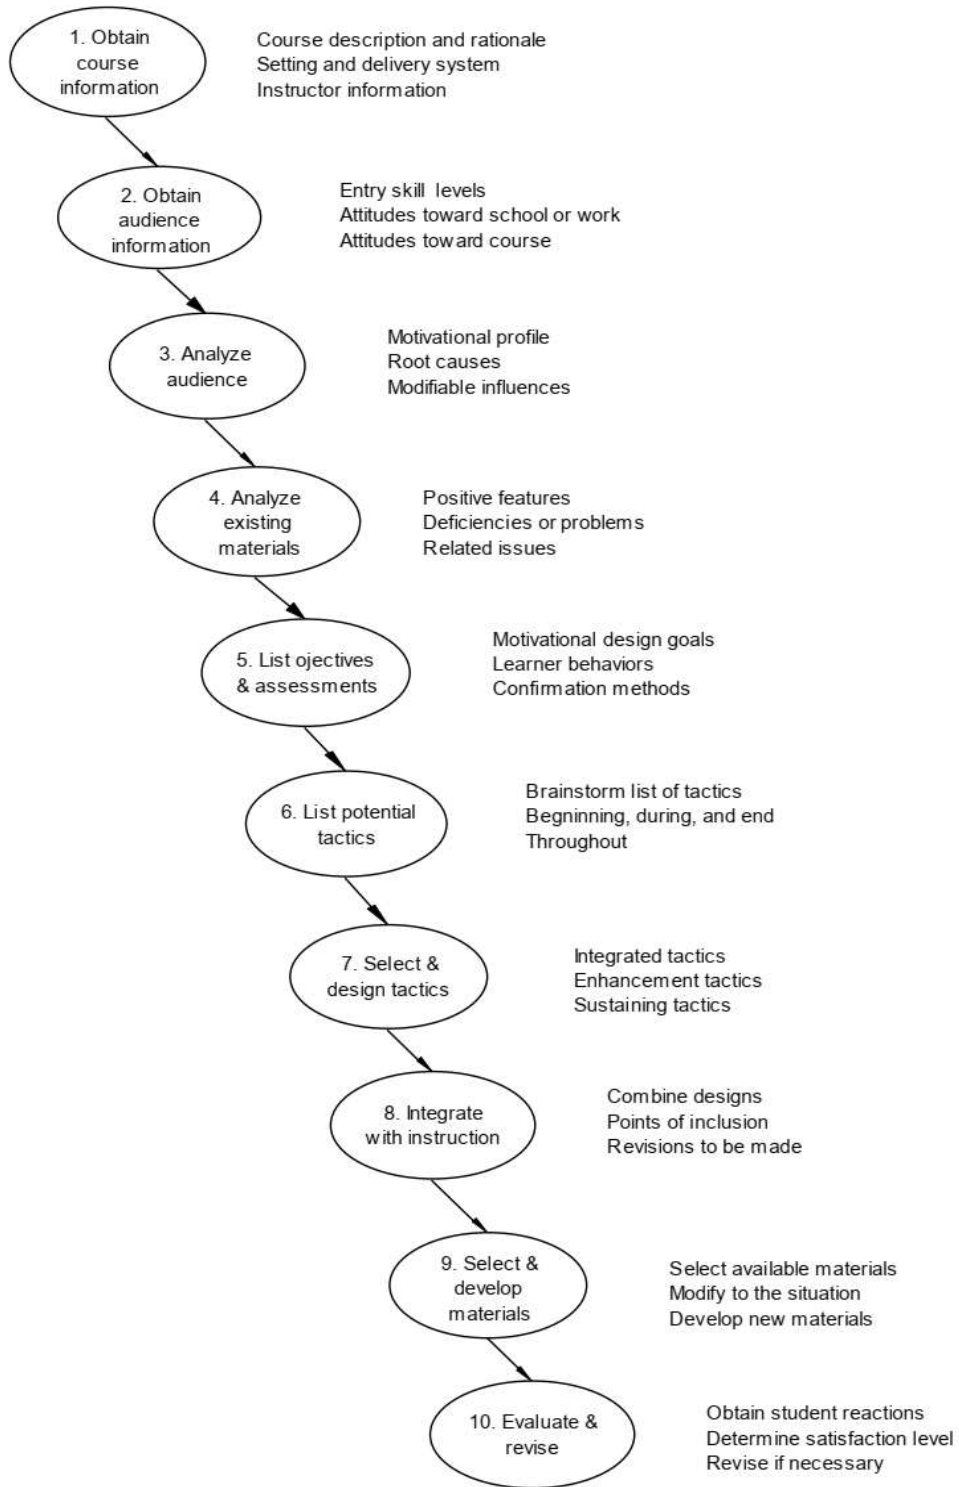 1. Obtain
course
information
Course description and rationale
Setting and delivery system
Instructor information
2. Obtain
audience
information
Entry skill levels
Attitudes toward school or work
Attitudes toward course
3. Analyze
audience
Motivational profile
Root causes
Modifiable influences
4. Analyze
existing
materials
Positive features
Deficiencies or problems
Related issues
5. List ojectives
& assessments
Motivational design goals
Learner behaviors
Confirmation methods
6. List potential
tactics
Brainstorm list of tactics
Begninning, during, and end
Throughout
7. Select &
design tactics
Integrated tactics
Enhancement tactics
Sustaining tactics
8. Integrate
with instruction
Combine designs
Points of inclusion
Revisions to be made
9. Select &
develop
materials
Select available materials
Modify to the situation
Develop new materials
10. Evaluate &
revise
Obtain student reactions
Determine satisfaction level
Revise if necessary